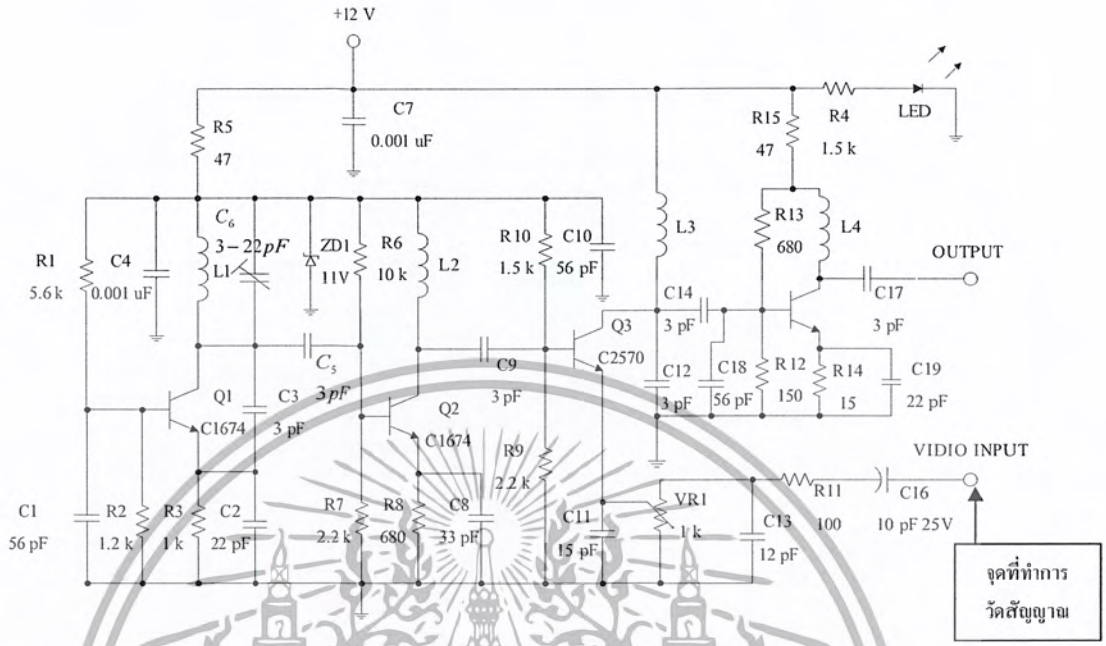 +12 V
C7
0.001 uF
R5
47
R15
47
R4
1.5 k
LED
R1
5.6 k
C4
0.001 uF
C6
3-22pF
L1
ZD1
11V
R6
10 k
L2
R10
1.5 k
C10
56 pF
L3
R13
680
L4
OUTPUT
C17
3 pF
C14
3 pF
Q3
C2570
C5
3pF
C9
3 pF
Q1
C1674
C3
3 pF
Q2
C1674
C12
3 pF
C18
56 pF
R12
150
R14
15
C19
22 pF
R9
2.2 k
VIDIO INPUT
C1
56 pF
R2
1.2 k
R3
1 k
C2
22 pF
R7
2.2 k
R8
680
C8
33 pF
C11
15 pF
VR1
1 k
C13
12 pF
R11
100
C16
10 pF 25V
จุดที่ทำการ
วัดสัญญาณ